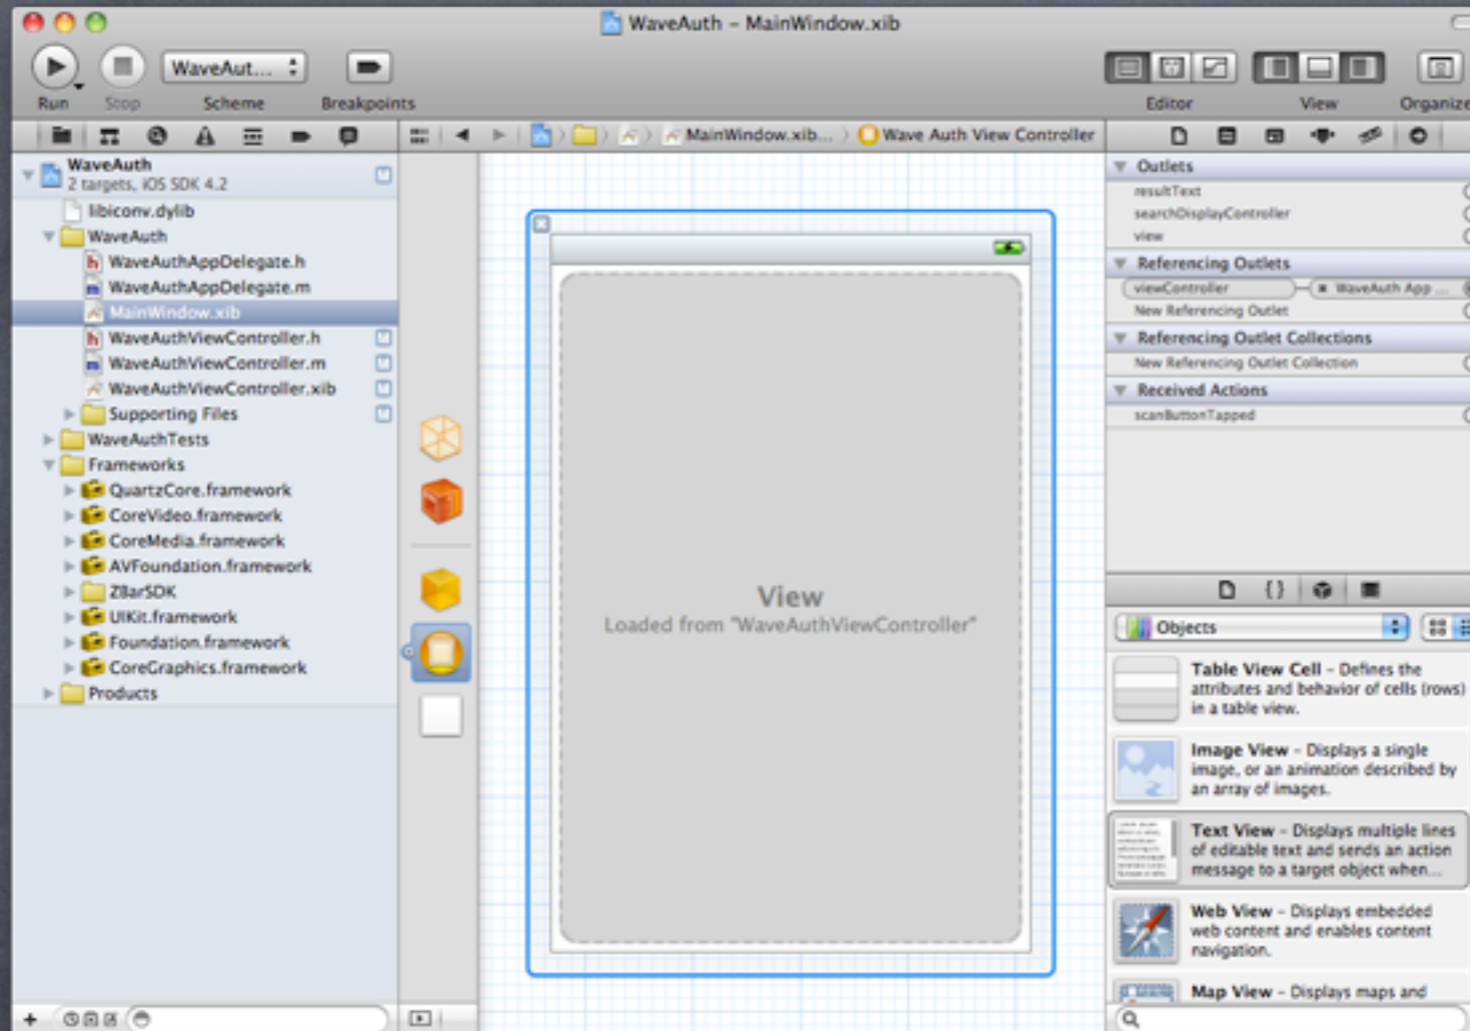 WaveAuth – MainWindow.xib
WaveAut...
Run
Stop
Scheme
Breakpoints
Editor
View
Organize
MainWindow.xib...
Wave Auth View Controller
WaveAuth
2 targets, iOS SDK 4.2
libiconv.dylib
WaveAuth
WaveAuthAppDelegate.h
WaveAuthAppDelegate.m
MainWindow.xib
WaveAuthViewController.h
WaveAuthViewController.m
WaveAuthViewController.xib
Supporting Files
WaveAuthTests
Frameworks
QuartzCore.framework
CoreVideo.framework
CoreMedia.framework
AVFoundation.framework
ZBarSDK
UIKit.framework
Foundation.framework
CoreGraphics.framework
Products
View
Loaded from "WaveAuthViewController"
Outlets
resultText
searchDisplayController
view
Referencing Outlets
viewController
WaveAuth App ...
New Referencing Outlet
Referencing Outlet Collections
New Referencing Outlet Collection
Received Actions
scanButtonTapped
Objects
Table View Cell – Defines the
attributes and behavior of cells (rows)
in a table view.
Image View – Displays a single
image, or an animation described by
an array of images.
Text View – Displays multiple lines
of editable text and sends an action
message to a target object when...
Web View – Displays embedded
web content and enables content
navigation.
Map View – Displays maps and